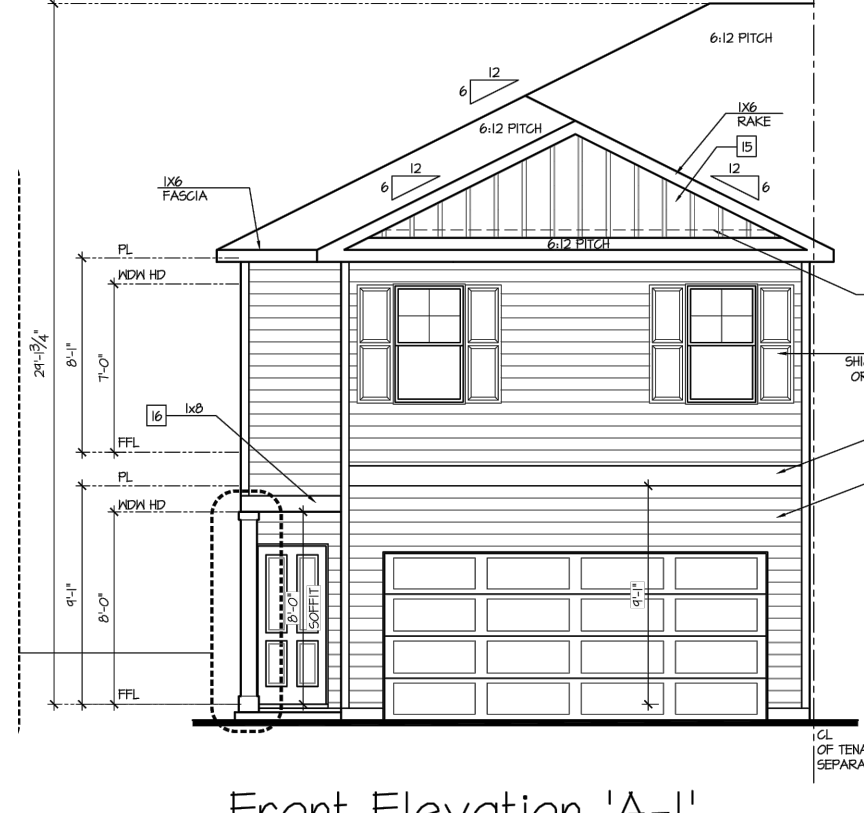 6:12 PITCH
12
6
1X6
RAKE
6:12 PITCH
15
12
6
12
6
1X6
FASCIA
6:12 PITCH
PL
WDW HD
29'-1 3/4"
8'-1"
7'-0"
16
1x8
FFL
PL
WDW HD
9'-1"
8'-0"
8'-0"
SOFFIT
9'-1"
FFL
CL
OF TENA
SEPARA
SHI
OR
Front Elevation 'A-1'